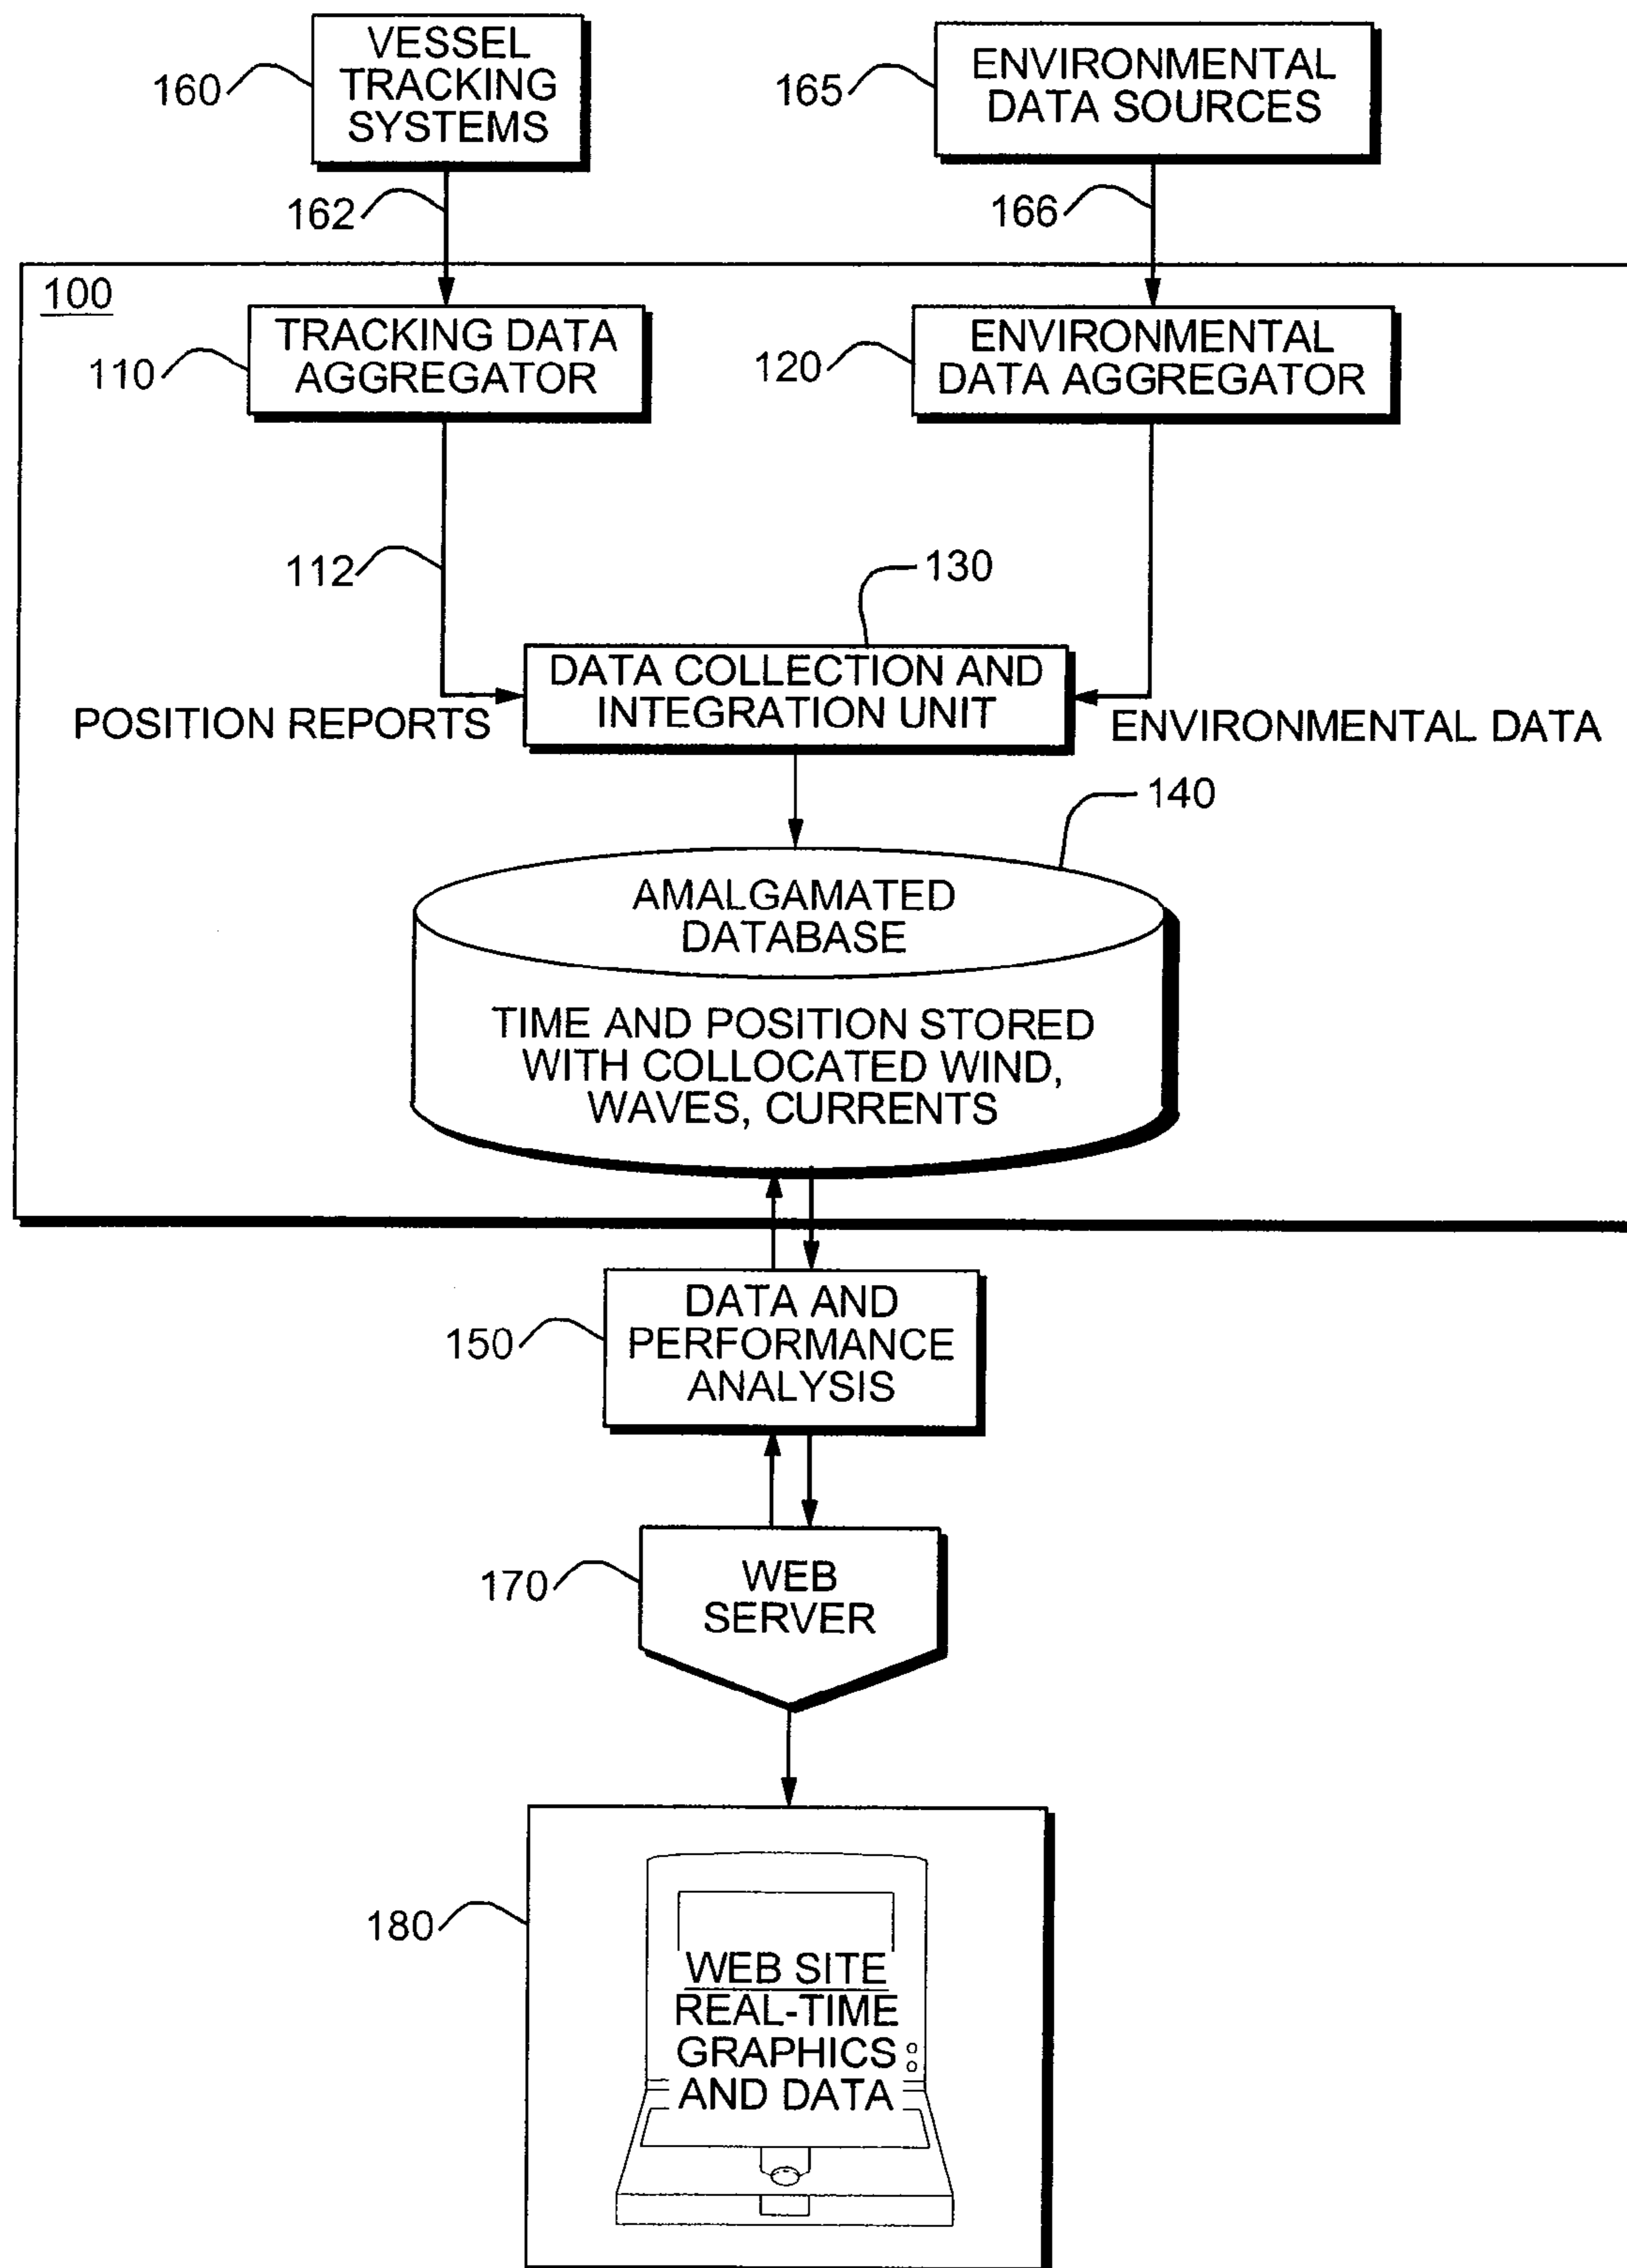 VESSEL
TRACKING
SYSTEMS
160
ENVIRONMENTAL
DATA SOURCES
165
162
166
100
TRACKING DATA
AGGREGATOR
110
ENVIRONMENTAL
DATA AGGREGATOR
120
112
130
DATA COLLECTION AND
INTEGRATION UNIT
POSITION REPORTS
ENVIRONMENTAL DATA
140
AMALGAMATED
DATABASE
TIME AND POSITION STORED
WITH COLLOCATED WIND,
WAVES, CURRENTS
DATA AND
PERFORMANCE
ANALYSIS
150
WEB
SERVER
170
180
WEB SITE
REAL-TIME
GRAPHICS
AND DATA